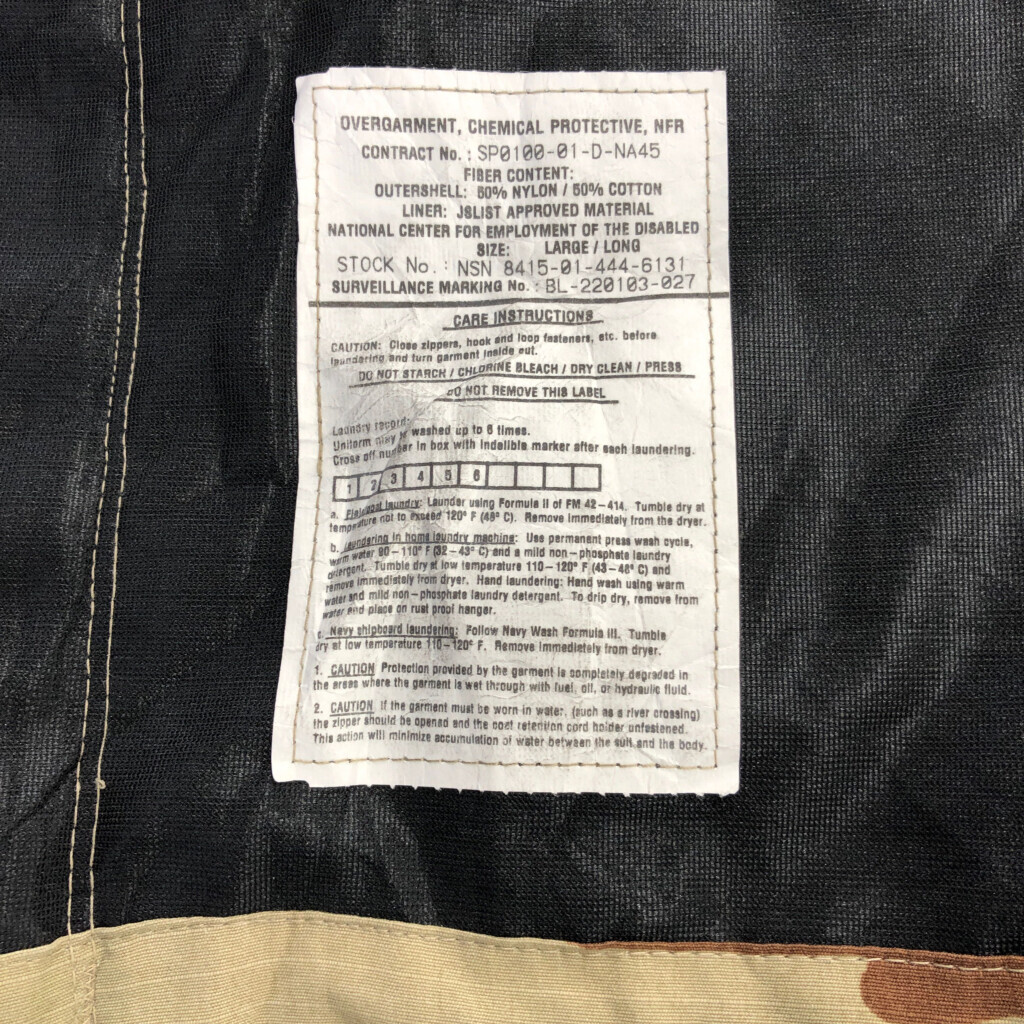 OVERGARMENT, CHEMICAL PROTECTIVE, NFR
CONTRACT No. : SP0100-01-D-NA45
FIBER CONTENT:
OUTERSHELL: 50% NYLON / 50% COTTON
LINER: JSLIST APPROVED MATERIAL
NATIONAL CENTER FOR EMPLOYMENT OF THE DISABLED
SIZE: LARGE / LONG
STOCK No. : NSN 8415-01-444-6131
SURVEILLANCE MARKING No. : BL-220103-027
CARE INSTRUCTIONS
CAUTION: Close zippers, hook and loop fasteners, etc. before
laundering and turn garment inside out.
DO NOT STARCH / CHLORINE BLEACH / DRY CLEAN / PRESS
DO NOT REMOVE THIS LABEL
Laundry record:
Uniform may be washed up to 6 times.
Cross off number in box with indelible marker after each laundering.
1 2 3 4 5 6
a. Field/post laundry: Launder using Formula II of FM 42-414. Tumble dry at
temperature not to exceed 120° F (48° C). Remove immediately from the dryer.
b. Laundering in home laundry machine: Use permanent press wash cycle,
warm water 90-110° F (32-43° C) and a mild non-phosphate laundry
detergent. Tumble dry at low temperature 110-120° F (43-48° C) and
remove immediately from dryer. Hand laundering: Hand wash using warm
water and mild non-phosphate laundry detergent. To drip dry, remove from
water and place on rust proof hanger.
c. Navy shipboard laundering: Follow Navy Wash Formula III. Tumble
dry at low temperature 110-120° F. Remove immediately from dryer.
1. CAUTION Protection provided by the garment is completely degraded in
the areas where the garment is wet through with fuel, oil, or hydraulic fluid.
2. CAUTION If the garment must be worn in water, (such as a river crossing)
the zipper should be opened and the coat retention cord holder unfastened.
This action will minimize accumulation of water between the suit and the body.